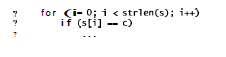 ? for (i= 0; i < strlen(s); i++)
? if (s[i] == c)
? ...